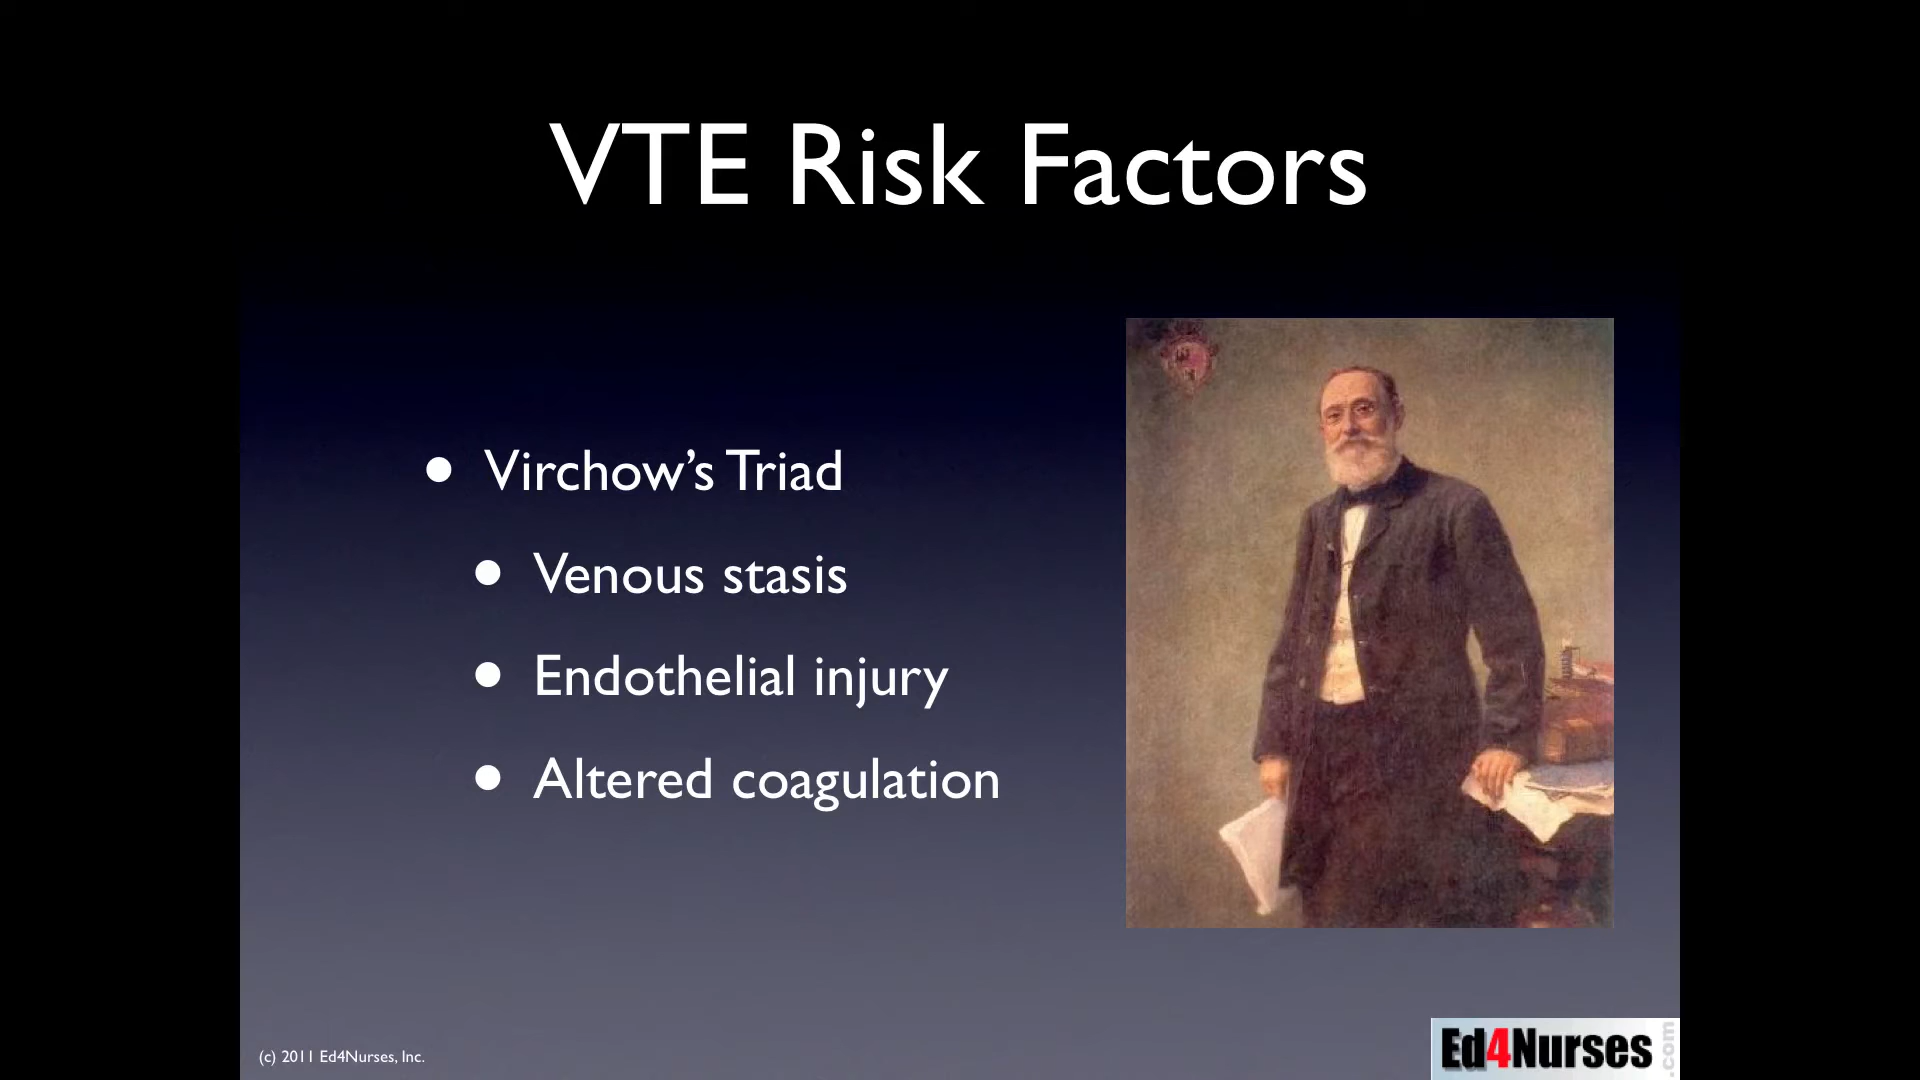 VTE Risk Factors
• Virchow’s Triad
• Venous stasis
• Endothelial injury
• Altered coagulation
(c) 2011 Ed4Nurses, Inc.
Ed4Nurses.com